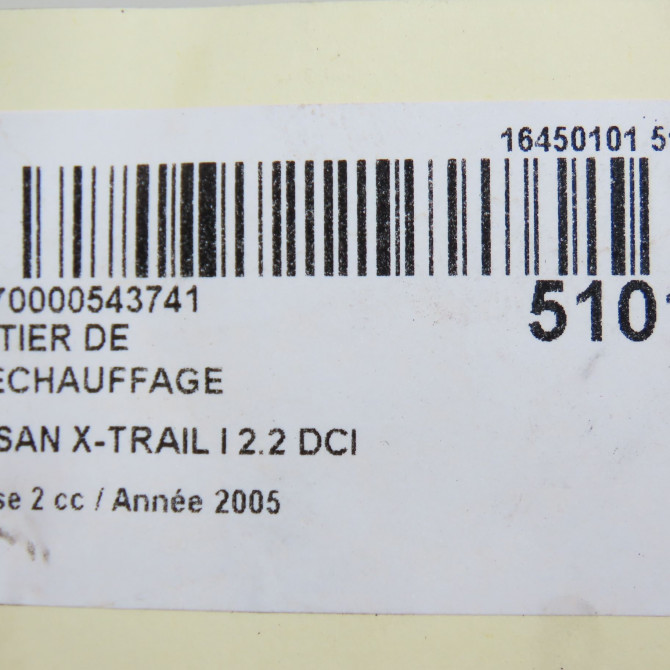 16450101 5
70000543741
510
TIER DE
ECHAUFFAGE
SAN X-TRAIL I 2.2 DCI
se 2 cc / Année 2005